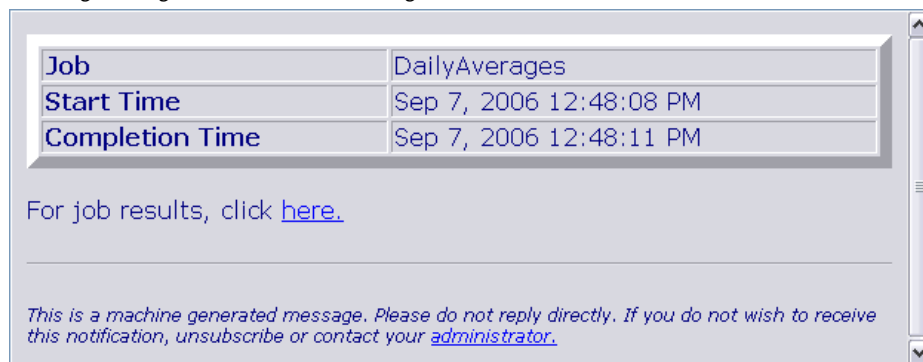 Job DailyAverages
Start Time Sep 7, 2006 12:48:08 PM
Completion Time Sep 7, 2006 12:48:11 PM
For job results, click here.
This is a machine generated message. Please do not reply directly. If you do not wish to receive
this notification, unsubscribe or contact your administrator.